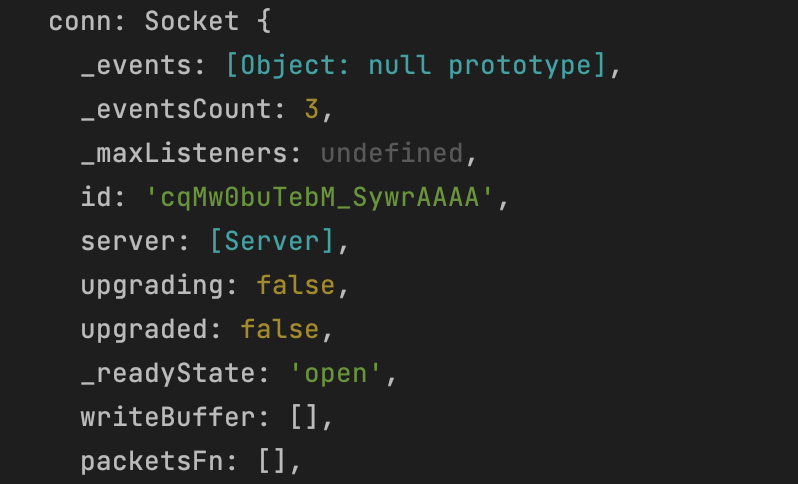 conn: Socket {
_events: [Object: null prototype],
_eventsCount: 3,
_maxListeners: undefined,
id: 'cqMw0buTebM_SywrAAAA',
server: [Server],
upgrading: false,
upgraded: false,
_readyState: 'open',
writeBuffer: [],
packetsFn: [],